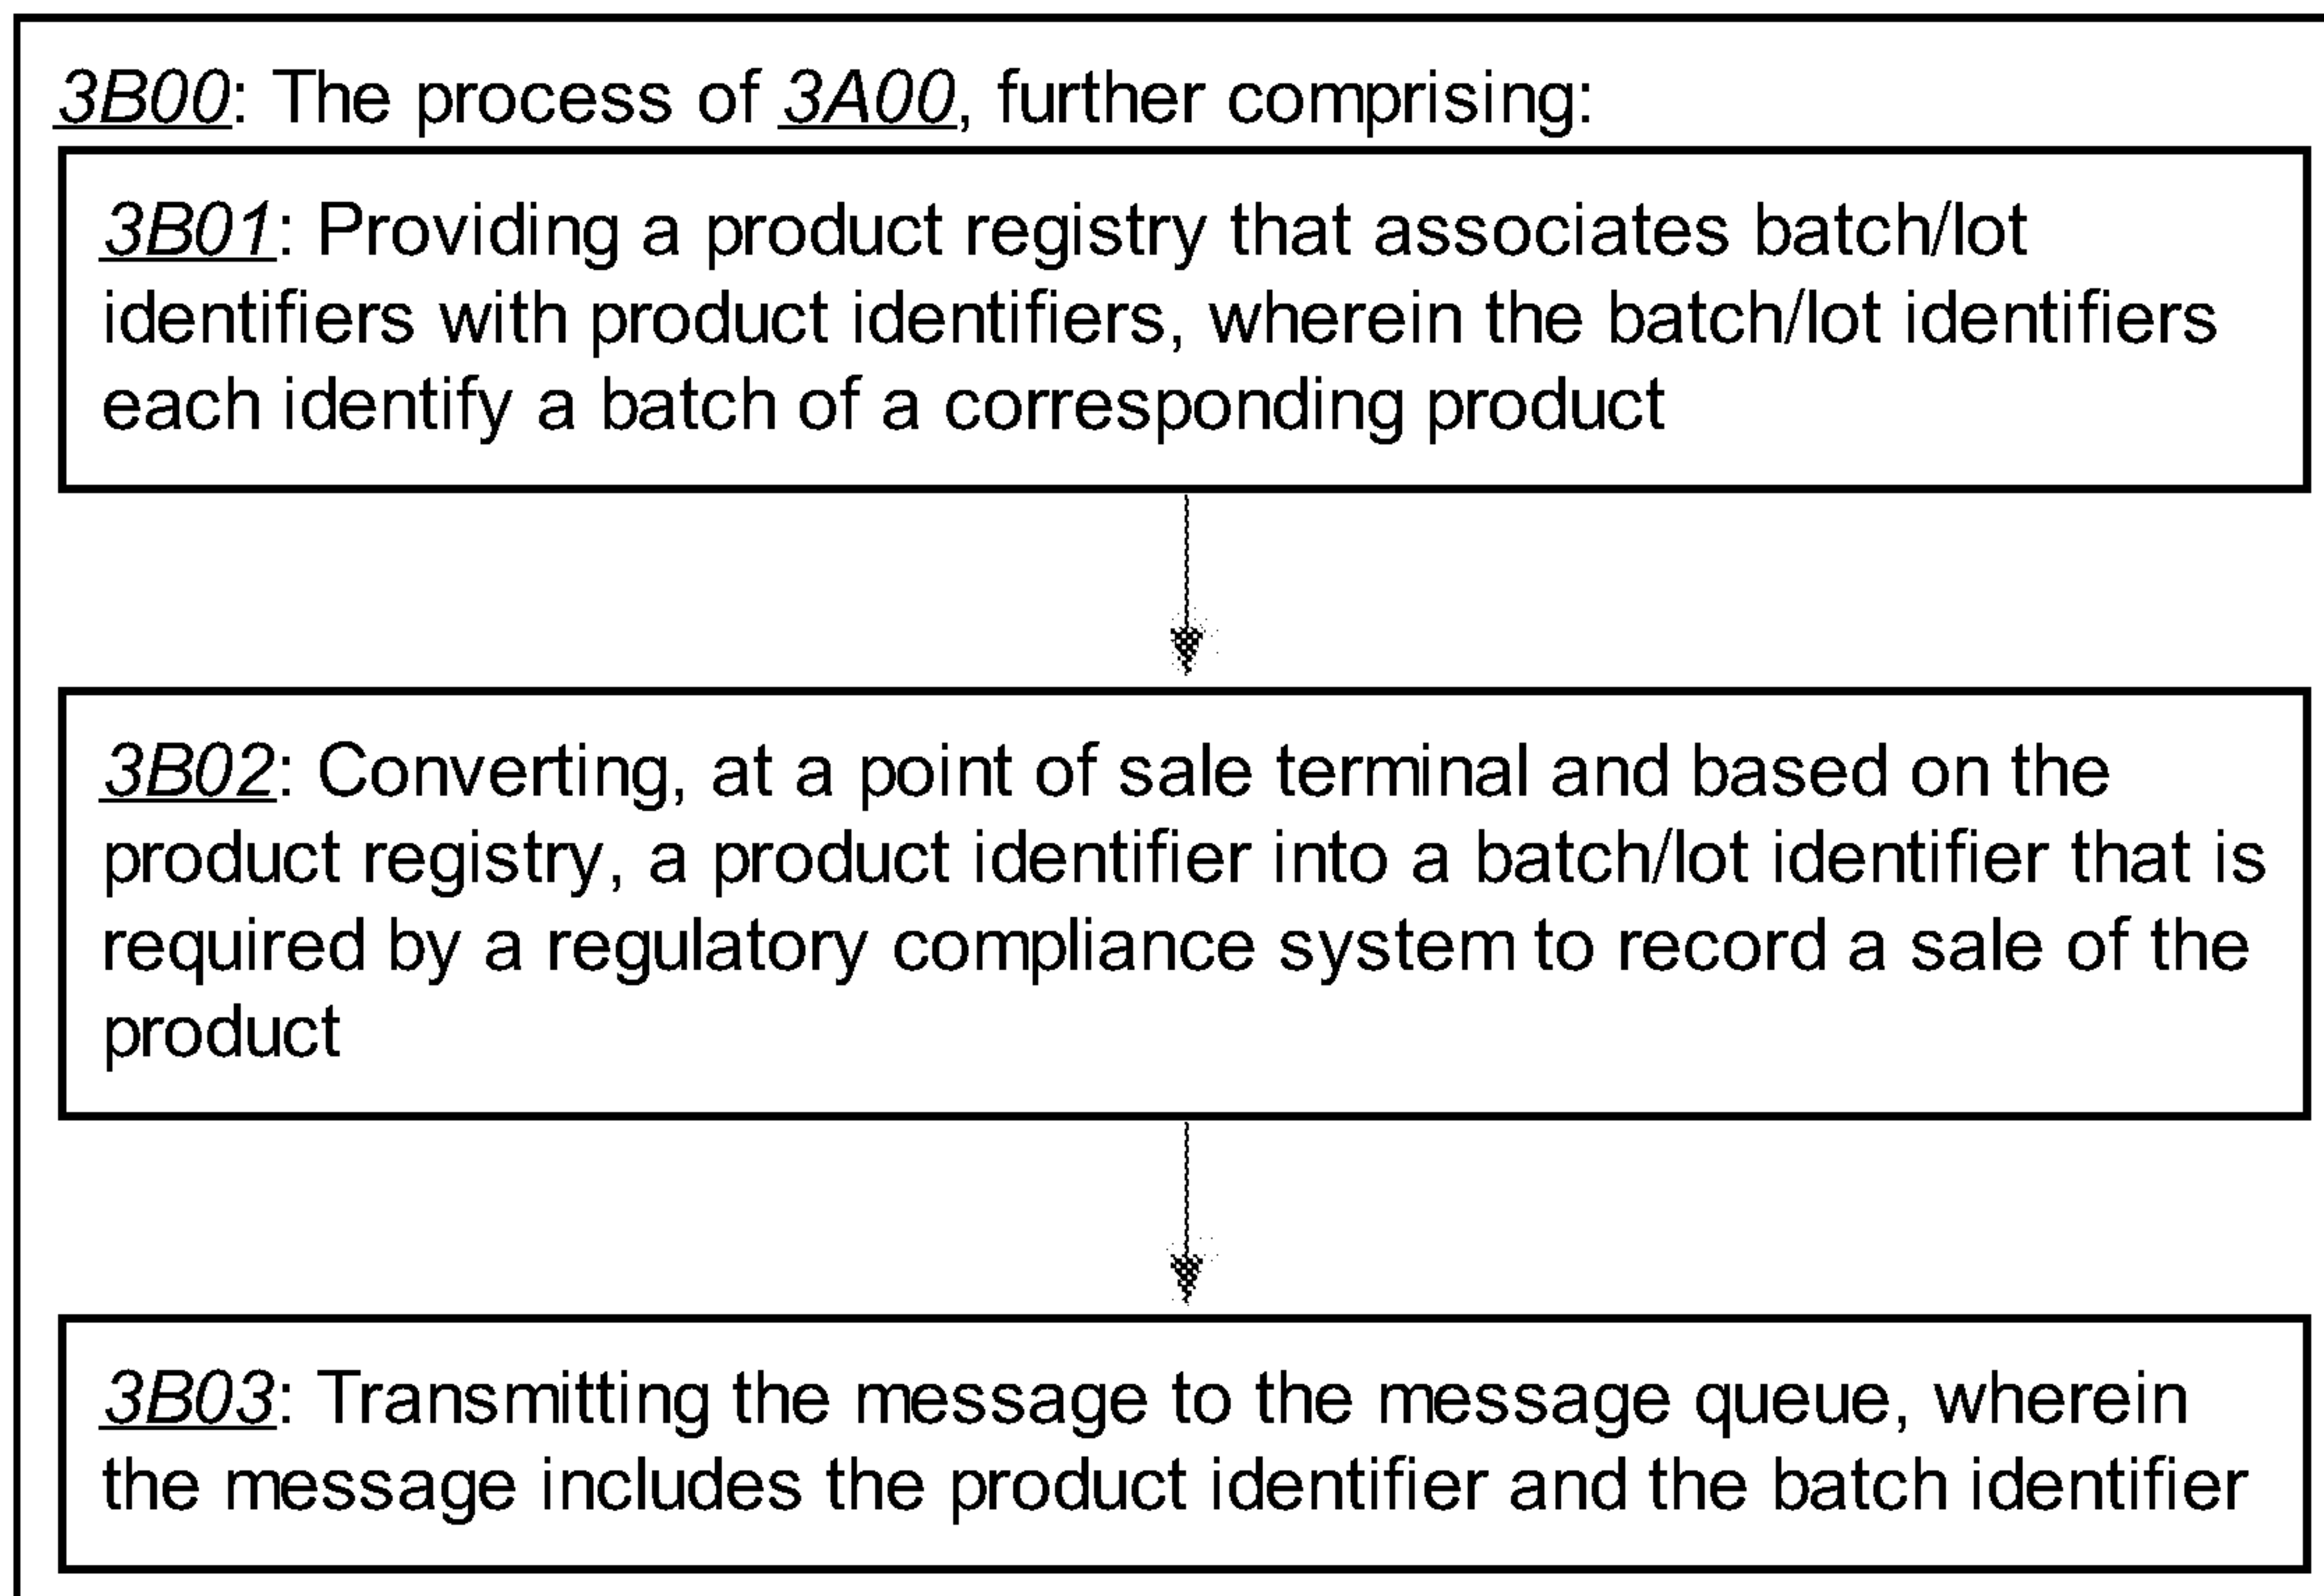 3B00: The process of 3A00, further comprising:
3B01: Providing a product registry that associates batch/lot
identifiers with product identifiers, wherein the batch/lot identifiers
each identify a batch of a corresponding product
3B02: Converting, at a point of sale terminal and based on the
product registry, a product identifier into a batch/lot identifier that is
required by a regulatory compliance system to record a sale of the
product
3B03: Transmitting the message to the message queue, wherein
the message includes the product identifier and the batch identifier